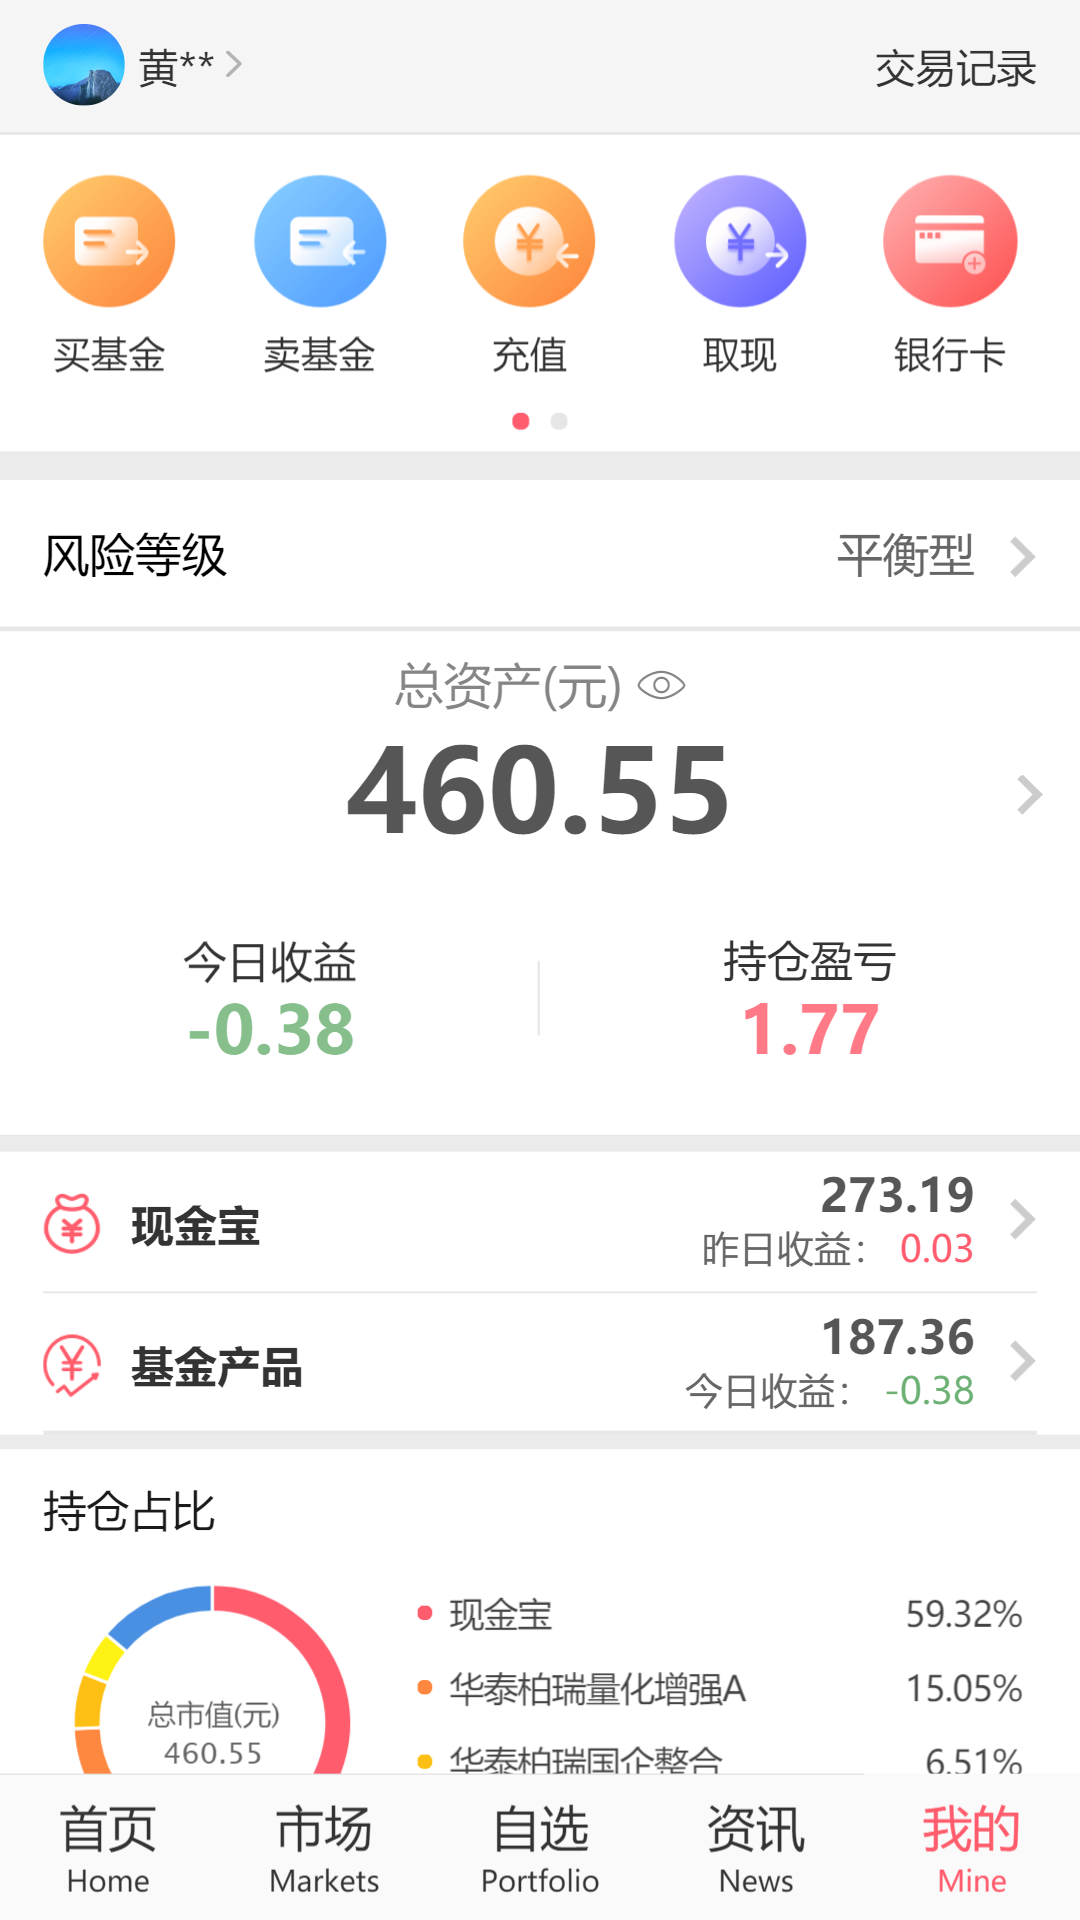 黄** 交易记录
买基金 卖基金 充值 取现 银行卡
风险等级 平衡型
总资产(元)
460.55
今日收益 持仓盈亏
-0.38 1.77
现金宝 273.19
昨日收益： 0.03
基金产品 187.36
今日收益： -0.38
持仓占比
总市值(元)
460.55
现金宝 59.32%
华泰柏瑞量化增强A 15.05%
华泰柏瑞国企整合 6.51%
首页 市场 自选 资讯 我的
Home Markets Portfolio News Mine